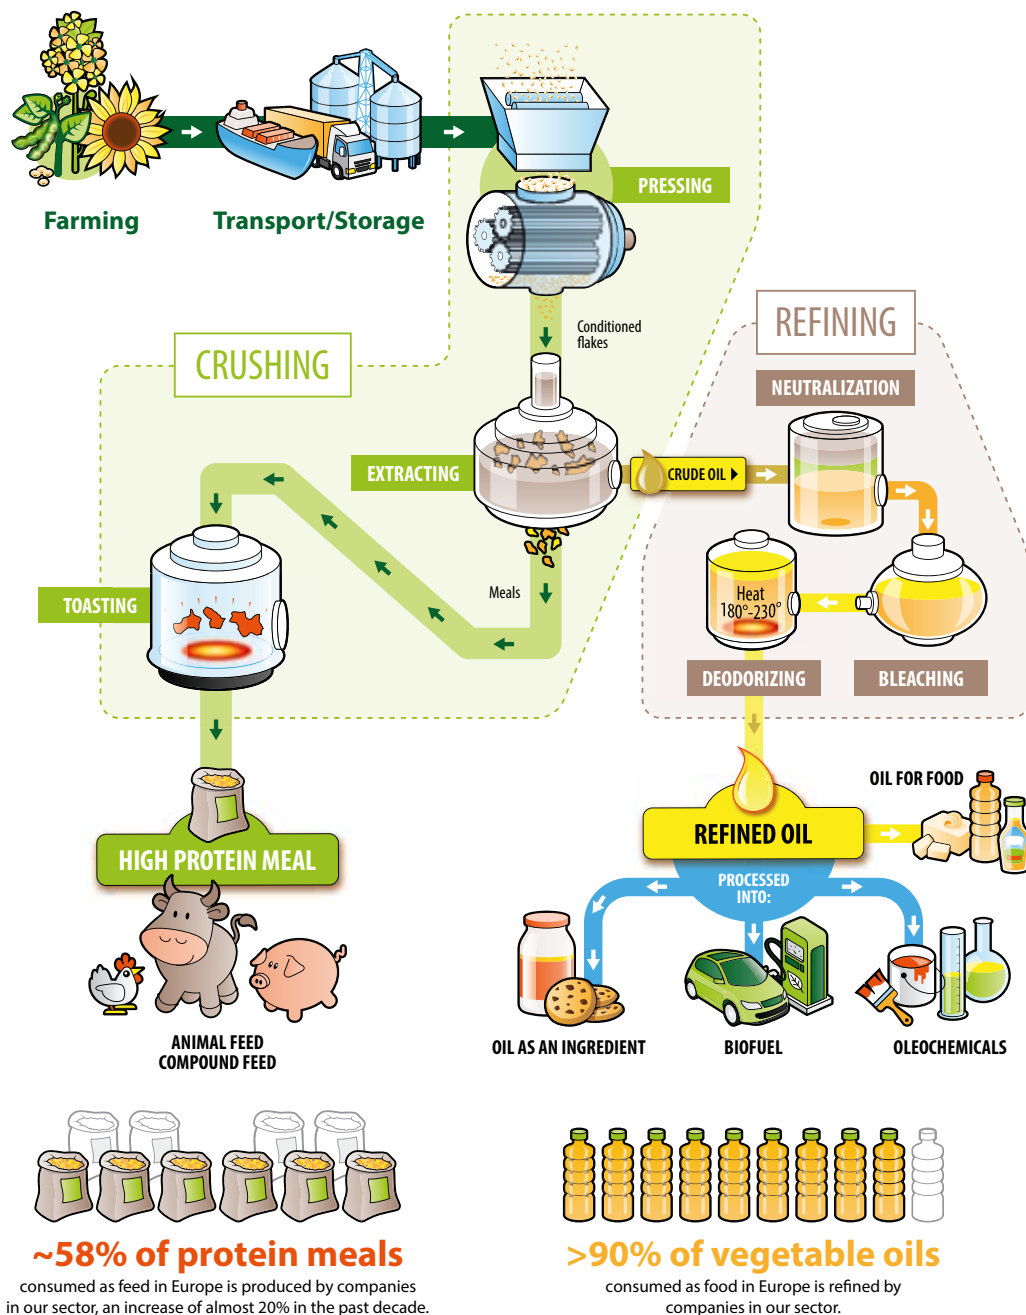 Farming
Transport/Storage
PRESSING
Conditioned
flakes
CRUSHING
REFINING
NEUTRALIZATION
EXTRACTING
CRUDE OIL
Heat
180°-230°
Meals
TOASTING
DEODORIZING
BLEACHING
OIL FOR FOOD
HIGH PROTEIN MEAL
REFINED OIL
PROCESSED
INTO:
ANIMAL FEED
COMPOUND FEED
OIL AS AN INGREDIENT
BIOFUEL
OLEOCHEMICALS
~58% of protein meals
consumed as feed in Europe is produced by companies
in our sector, an increase of almost 20% in the past decade.
>90% of vegetable oils
consumed as food in Europe is refined by
companies in our sector.